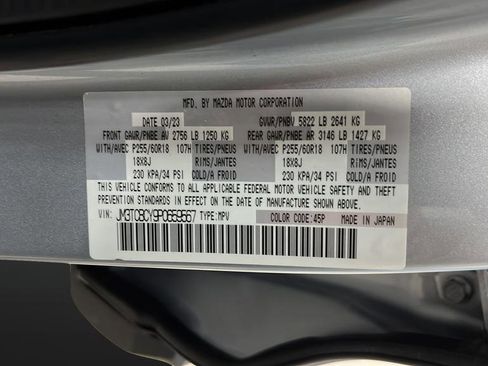 MFD. BY MAZDA MOTOR CORPORATION
DATE 03/23 GVWR/PNBV 5822 LB 2641 KG
FRONT GAWR/PNBE AV 2756 LB 1250 KG REAR GAWR/PNBE AR 3146 LB 1427 KG
WITH/AVEC P255/60R18 107H TIRES/PNEUS WITH/AVEC P255/60R18 107H TIRES/PNEUS
18X8J RIMS/JANTES 18X8J RIMS/JANTES
230 KPA/34 PSI COLD/A FROID 230 KPA/34 PSI COLD/A FROID
THIS VEHICLE CONFORMS TO ALL APPLICABLE FEDERAL MOTOR VEHICLE SAFETY AND THEFT
PREVENTION STANDARDS IN EFFECT ON THE DATE OF MANUFACTURE SHOWN ABOVE.
VIN: JM3TCBCY9P0659567 TYPE:MPV COLOR CODE:45P MADE IN JAPAN